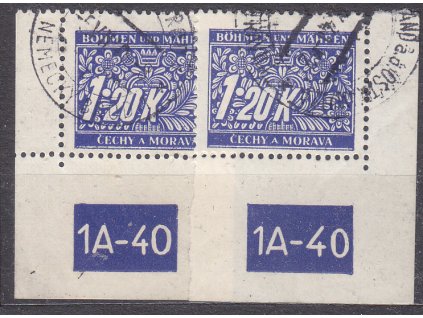 BÖHMEN UND MÄHREN BÖHMEN UND MÄHREN
1·20 K 1·20 K
ČECHY A MORAVA ČECHY A MORAVA
1A-40 1A-40